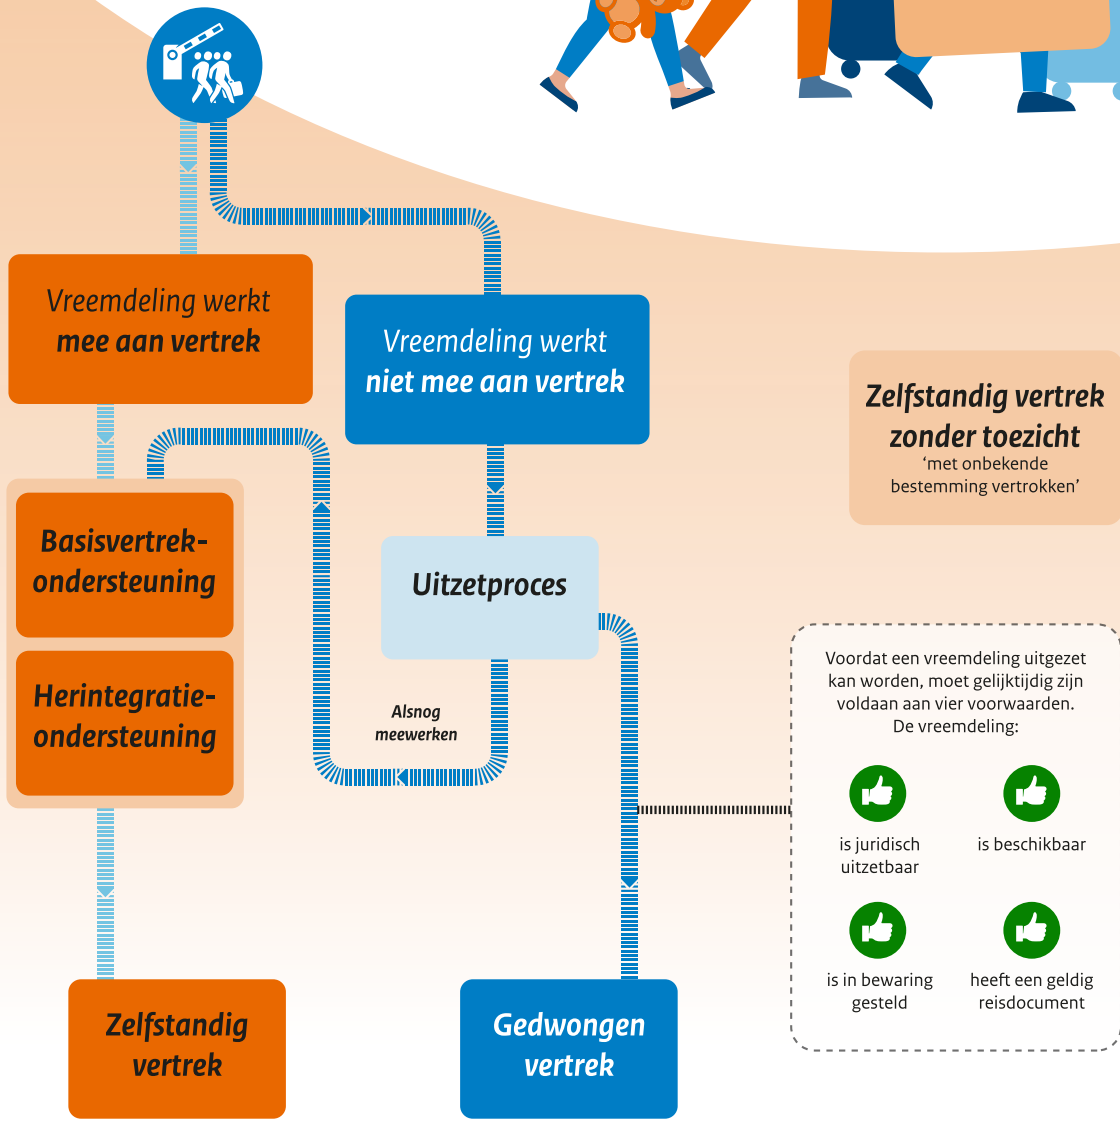 Vreemdeling werkt
mee aan vertrek
Vreemdeling werkt
niet mee aan vertrek
Zelfstandig vertrek
zonder toezicht
‘met onbekende
bestemming vertrokken’
Basisvertrek-
ondersteuning
Uitzetproces
Herintegratie-
ondersteuning
Alsnog
meewerken
Voordat een vreemdeling uitgezet
kan worden, moet gelijktijdig zijn
voldaan aan vier voorwaarden.
De vreemdeling:
is juridisch
uitzetbaar
is beschikbaar
is in bewaring
gesteld
heeft een geldig
reisdocument
Zelfstandig
vertrek
Gedwongen
vertrek